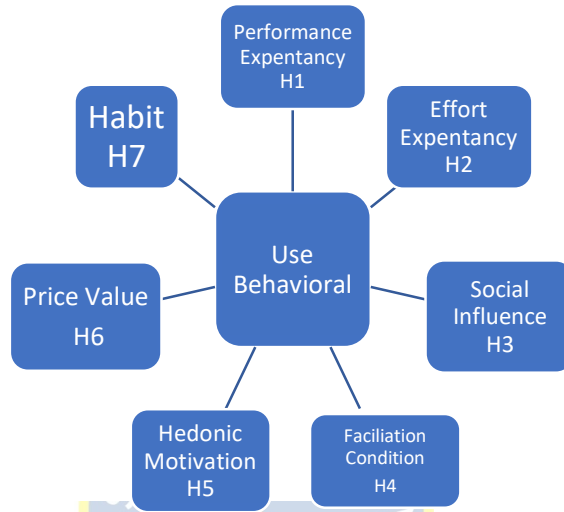 Performance
Expentancy
H1
Effort
Expentancy
H2
Social
Influence
H3
Faciliation
Condition
H4
Hedonic
Motivation
H5
Price Value
H6
Habit
H7
Use
Behavioral